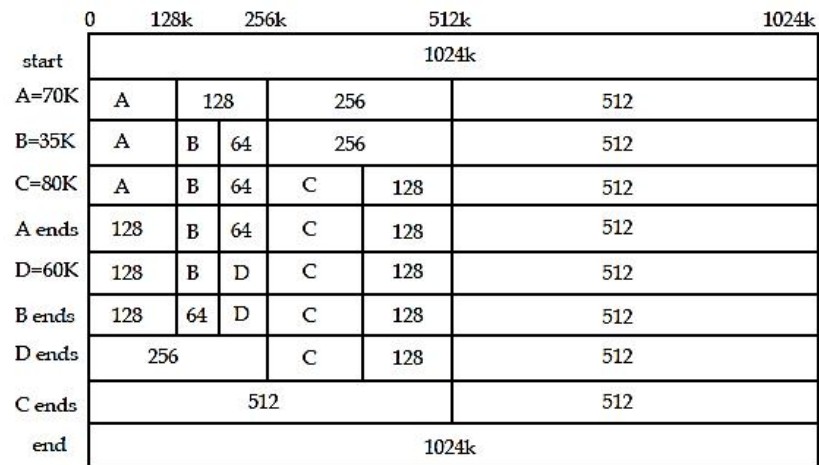 0 128k 256k 512k 1024k
start 1024k
A=70K A 128 256 512
B=35K A B 64 256 512
C=80K A B 64 C 128 512
A ends 128 B 64 C 128 512
D=60K 128 B D C 128 512
B ends 128 64 D C 128 512
D ends 256 C 128 512
C ends 512 512
end 1024k